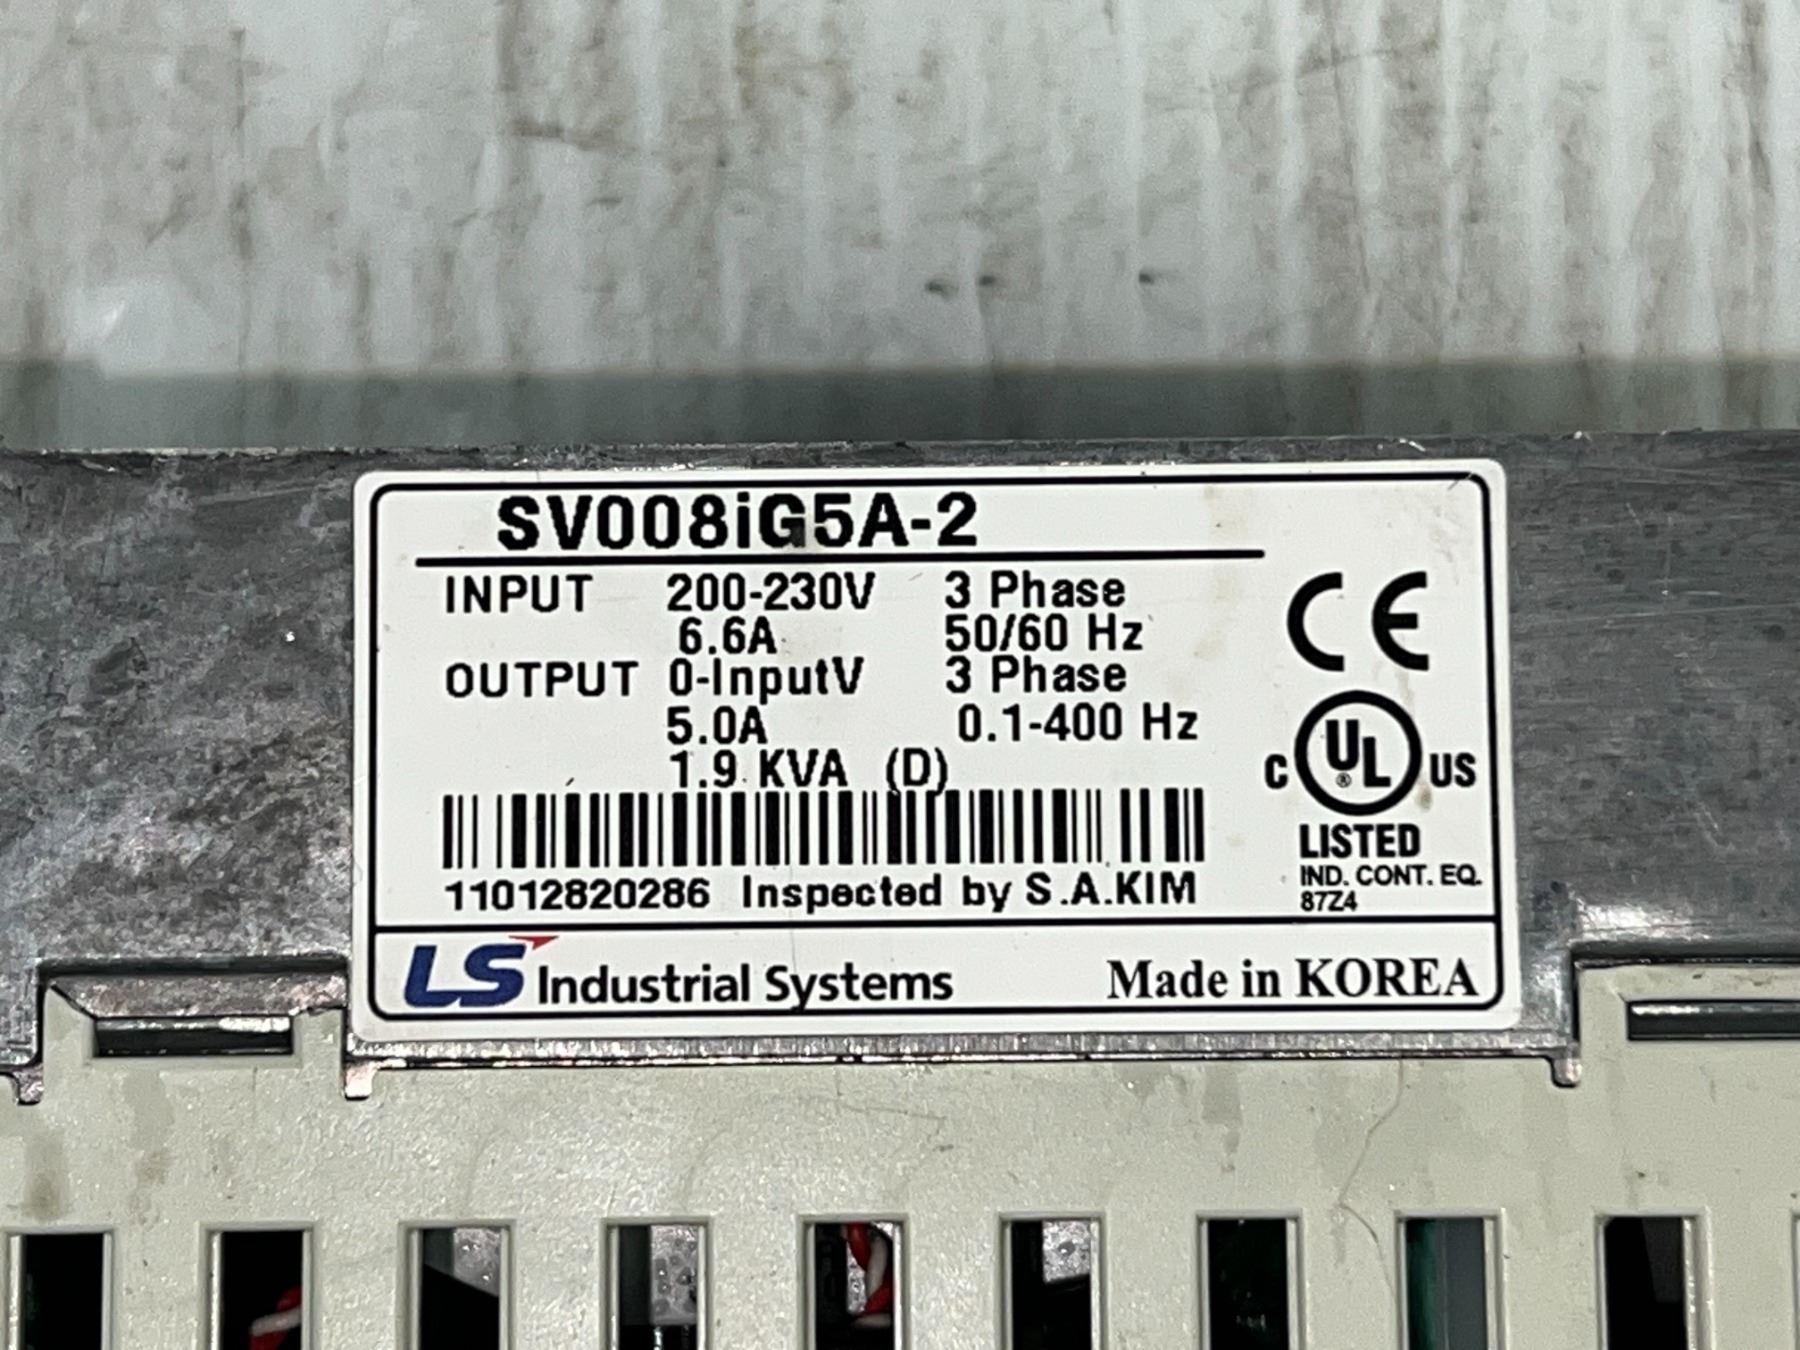 SV008iG5A-2
INPUT 200-230V 3 Phase
6.6A 50/60 Hz
OUTPUT 0-InputV 3 Phase
5.0A 0.1-400 Hz
1.9 KVA (D)
11012820286 Inspected by S.A.KIM
CE
C UL® US
LISTED
IND. CONT. EQ.
87Z4
LS Industrial Systems Made in KOREA